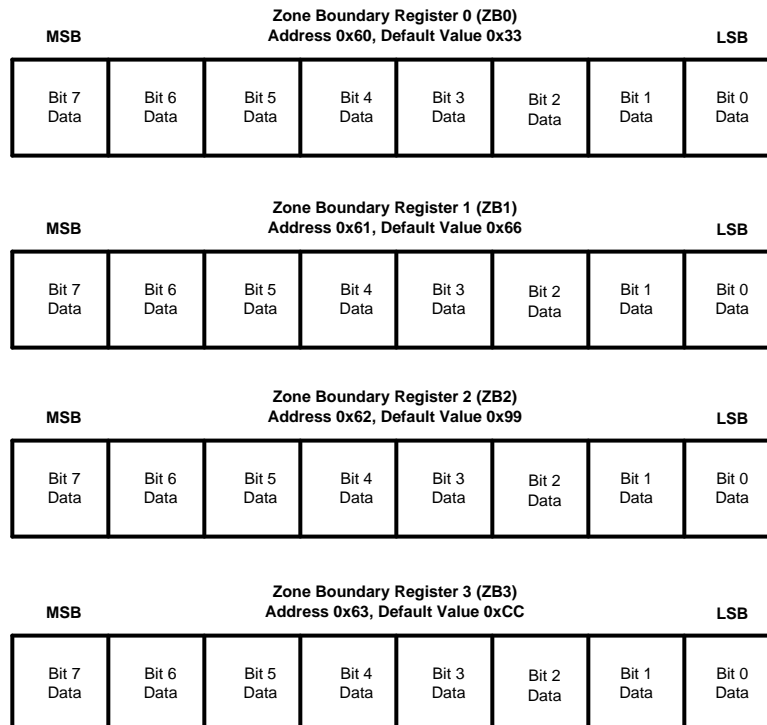 Zone Boundary Register 0 (ZB0)
MSB Address 0x60, Default Value 0x33 LSB
Bit 7 Bit 6 Bit 5 Bit 4 Bit 3 Bit 2 Bit 1 Bit 0
Data Data Data Data Data Data Data Data
Zone Boundary Register 1 (ZB1)
MSB Address 0x61, Default Value 0x66 LSB
Bit 7 Bit 6 Bit 5 Bit 4 Bit 3 Bit 2 Bit 1 Bit 0
Data Data Data Data Data Data Data Data
Zone Boundary Register 2 (ZB2)
MSB Address 0x62, Default Value 0x99 LSB
Bit 7 Bit 6 Bit 5 Bit 4 Bit 3 Bit 2 Bit 1 Bit 0
Data Data Data Data Data Data Data Data
Zone Boundary Register 3 (ZB3)
MSB Address 0x63, Default Value 0xCC LSB
Bit 7 Bit 6 Bit 5 Bit 4 Bit 3 Bit 2 Bit 1 Bit 0
Data Data Data Data Data Data Data Data